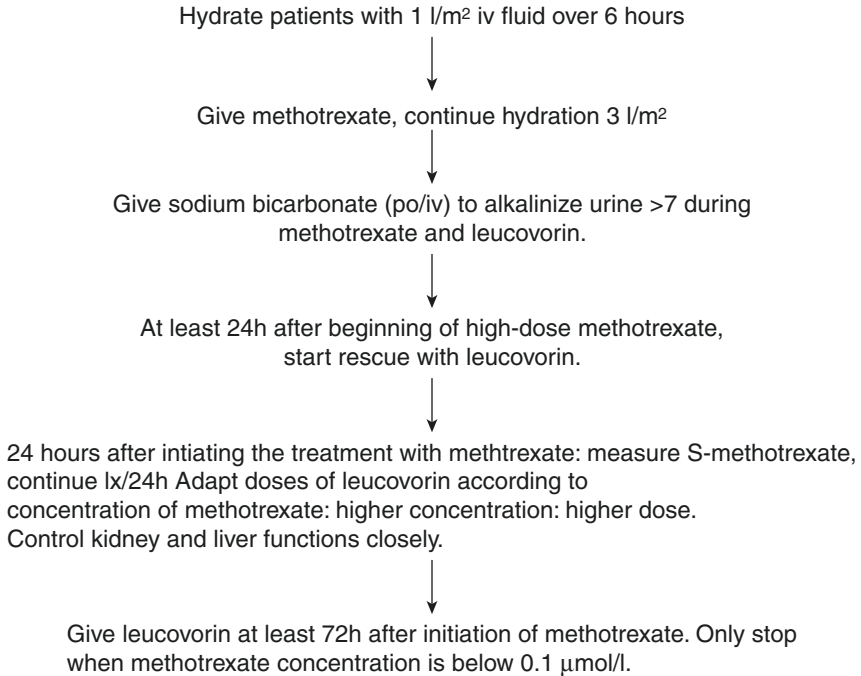 Hydrate patients with 1 l/m² iv fluid over 6 hours
Give methotrexate, continue hydration 3 l/m²
Give sodium bicarbonate (po/iv) to alkalinize urine >7 during
methotrexate and leucovorin.
At least 24h after beginning of high-dose methotrexate,
start rescue with leucovorin.
24 hours after intiating the treatment with methtrexate: measure S-methotrexate,
continue lx/24h Adapt doses of leucovorin according to
concentration of methotrexate: higher concentration: higher dose.
Control kidney and liver functions closely.
Give leucovorin at least 72h after initiation of methotrexate. Only stop
when methotrexate concentration is below 0.1 μmol/l.